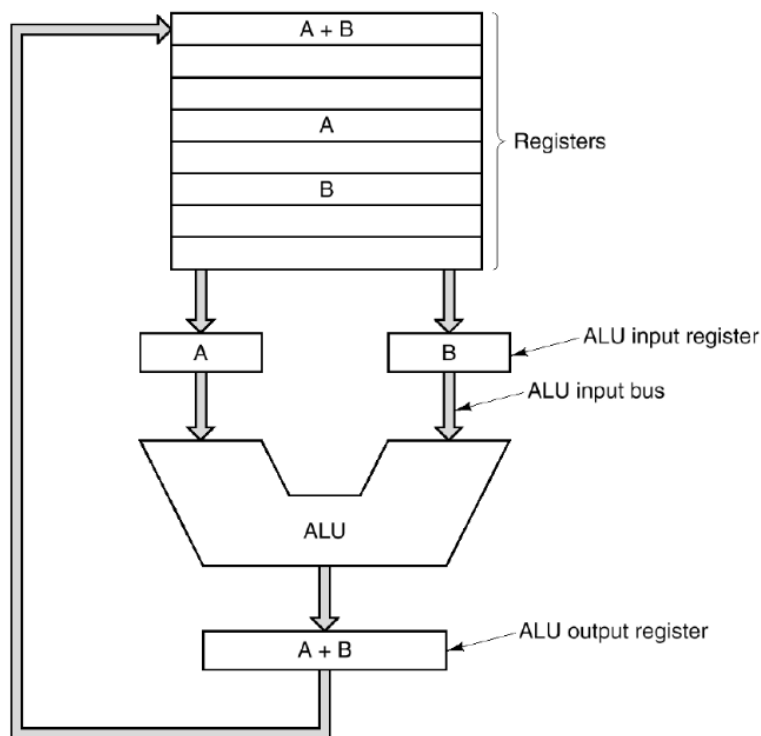 A + B
A
Registers
B
A
B
ALU input register
ALU input bus
ALU
A + B
ALU output register